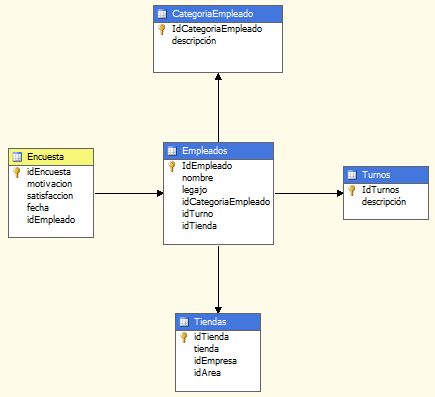 CategoriaEmpleado
IdCategoriaEmpleado
descripción
Encuesta
idEncuesta
motivacion
satisfaccion
fecha
idEmpleado
Empleados
IdEmpleado
nombre
legajo
idCategoriaEmpleado
idTurno
idTienda
Turnos
IdTurnos
descripción
Tiendas
idTienda
tienda
idEmpresa
idArea